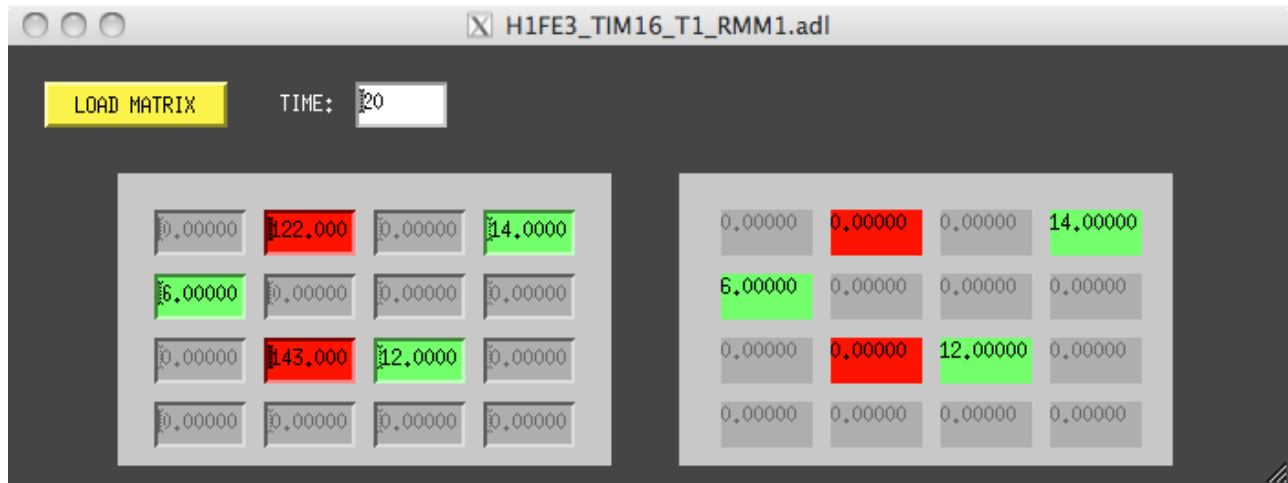 H1FE3_TIM16_T1_RMM1.adl
LOAD MATRIX TIME: 20
0.00000 122.000 0.00000 14.0000 0.00000 0.00000 0.00000 14.00000
6.00000 0.00000 0.00000 0.00000 6.00000 0.00000 0.00000 0.00000
0.00000 143.000 12.0000 0.00000 0.00000 0.00000 12.00000 0.00000
0.00000 0.00000 0.00000 0.00000 0.00000 0.00000 0.00000 0.00000